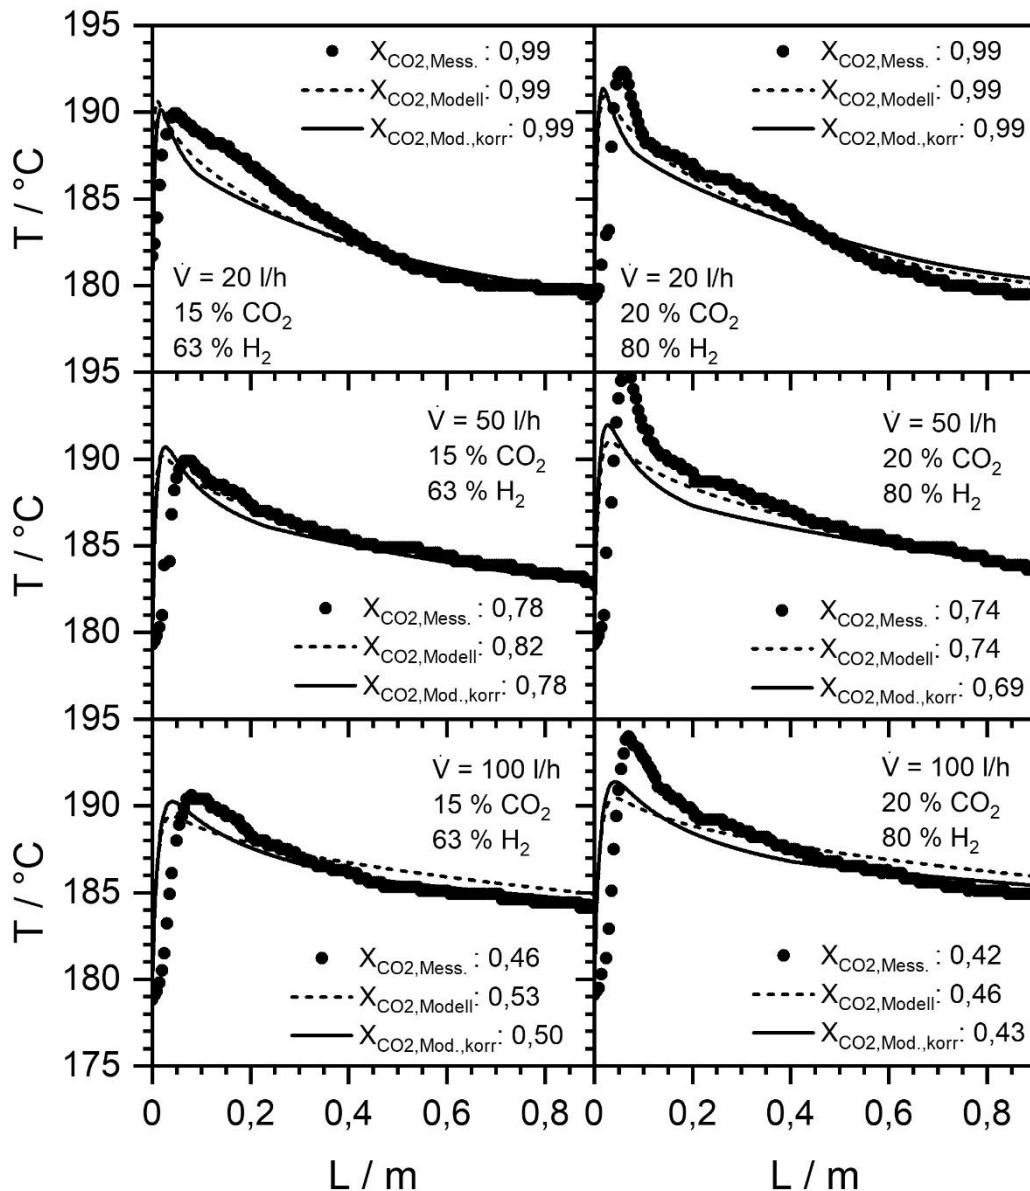 195
190
185
180
T / °C
X_CO2,Mess. : 0,99
X_CO2,Modell: 0,99
X_CO2,Mod.,korr: 0,99
V̇ = 20 l/h
15 % CO₂
63 % H₂
X_CO2,Mess. : 0,99
X_CO2,Modell: 0,99
X_CO2,Mod.,korr: 0,99
V̇ = 20 l/h
20 % CO₂
80 % H₂
195
190
185
180
T / °C
V̇ = 50 l/h
15 % CO₂
63 % H₂
X_CO2,Mess. : 0,78
X_CO2,Modell: 0,82
X_CO2,Mod.,korr: 0,78
V̇ = 50 l/h
20 % CO₂
80 % H₂
X_CO2,Mess. : 0,74
X_CO2,Modell: 0,74
X_CO2,Mod.,korr: 0,69
195
190
185
180
175
T / °C
V̇ = 100 l/h
15 % CO₂
63 % H₂
X_CO2,Mess. : 0,46
X_CO2,Modell: 0,53
X_CO2,Mod.,korr: 0,50
V̇ = 100 l/h
20 % CO₂
80 % H₂
X_CO2,Mess. : 0,42
X_CO2,Modell: 0,46
X_CO2,Mod.,korr: 0,43
0 0,2 0,4 0,6 0,8 0 0,2 0,4 0,6 0,8
L / m L / m